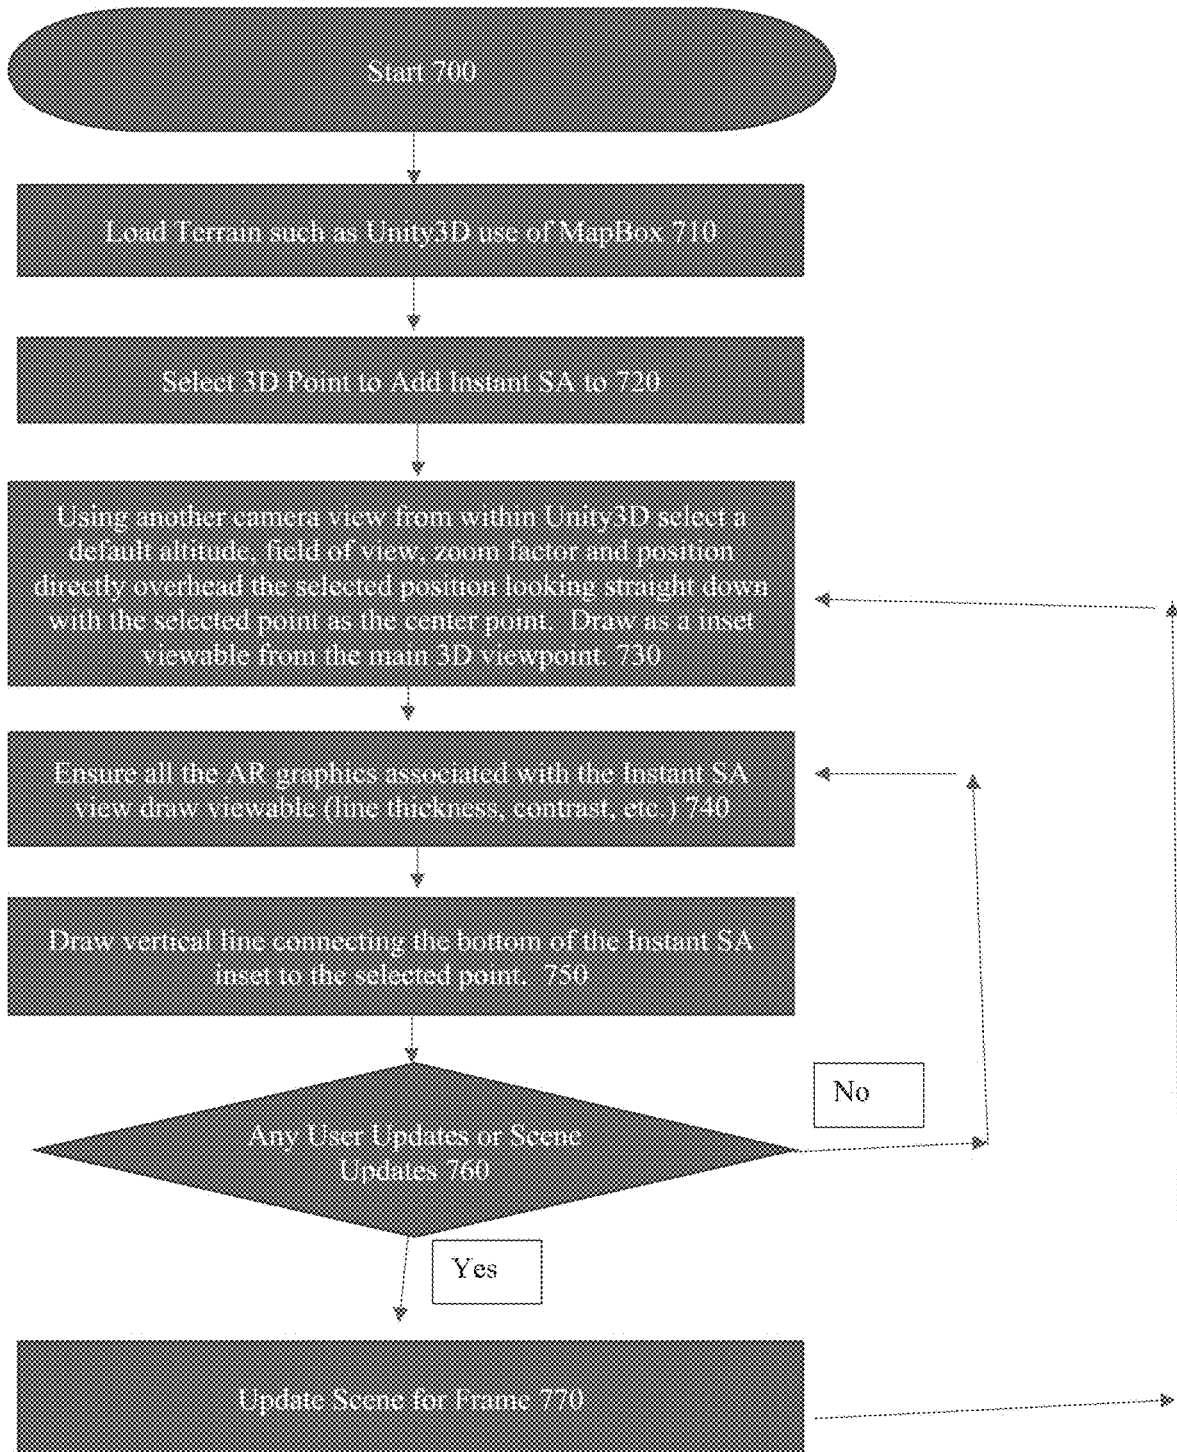 Start 700
Load Terrain such as Unity3D use of MapBox 710
Select 3D Point to Add Instant SA to 720
Using another camera view from within Unity3D select a
default altitude, field of view, zoom factor and position
directly overhead the selected position looking straight down
with the selected point as the center point.  Draw as a inset
viewable from the main 3D viewpoint. 730
Ensure all the AR graphics associated with the Instant SA
view draw viewable (line thickness, contrast, etc.) 740
Draw vertical line connecting the bottom of the Instant SA
inset to the selected point.  750
No
Any User Updates or Scene
Updates 760
Yes
Update Scene for Frame 770